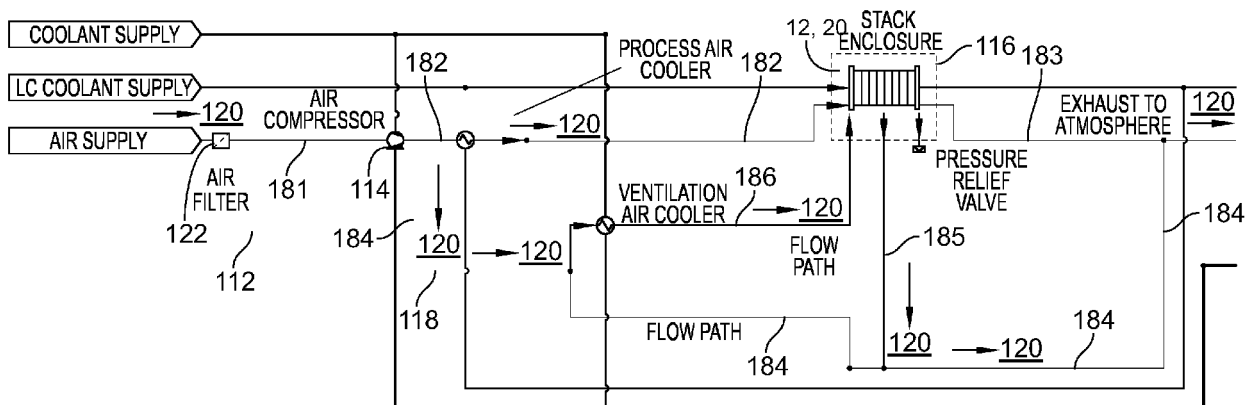 COOLANT SUPPLY
LC COOLANT SUPPLY
120
AIR SUPPLY
122
AIR
FILTER
112
181
AIR
COMPRESSOR
114
182
184
120
118
PROCESS AIR
COOLER
120
182
120
VENTILATION
AIR COOLER
186
120
FLOW
PATH
FLOW PATH
184
12, 20
STACK
ENCLOSURE
116
183
EXHAUST TO
ATMOSPHERE
120
PRESSURE
RELIEF
VALVE
184
185
120
120
184